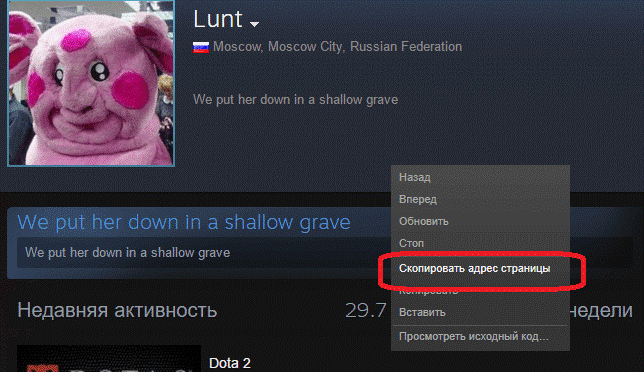 Lunt
Moscow, Moscow City, Russian Federation
We put her down in a shallow grave
Назад
Вперед
We put her down in a shallow grave
Обновить
We put her down in a shallow grave
Стоп
Скопировать адрес страницы
Копировать
Недавняя активность 29.7
Вставить
недели
Просмотреть исходный код...
Dota 2